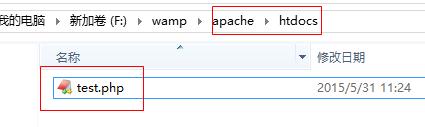 我的电脑 ▸ 新加卷 (F:) ▸ wamp ▸ apache ▸ htdocs
名称 修改日期
test.php 2015/5/31 11:24